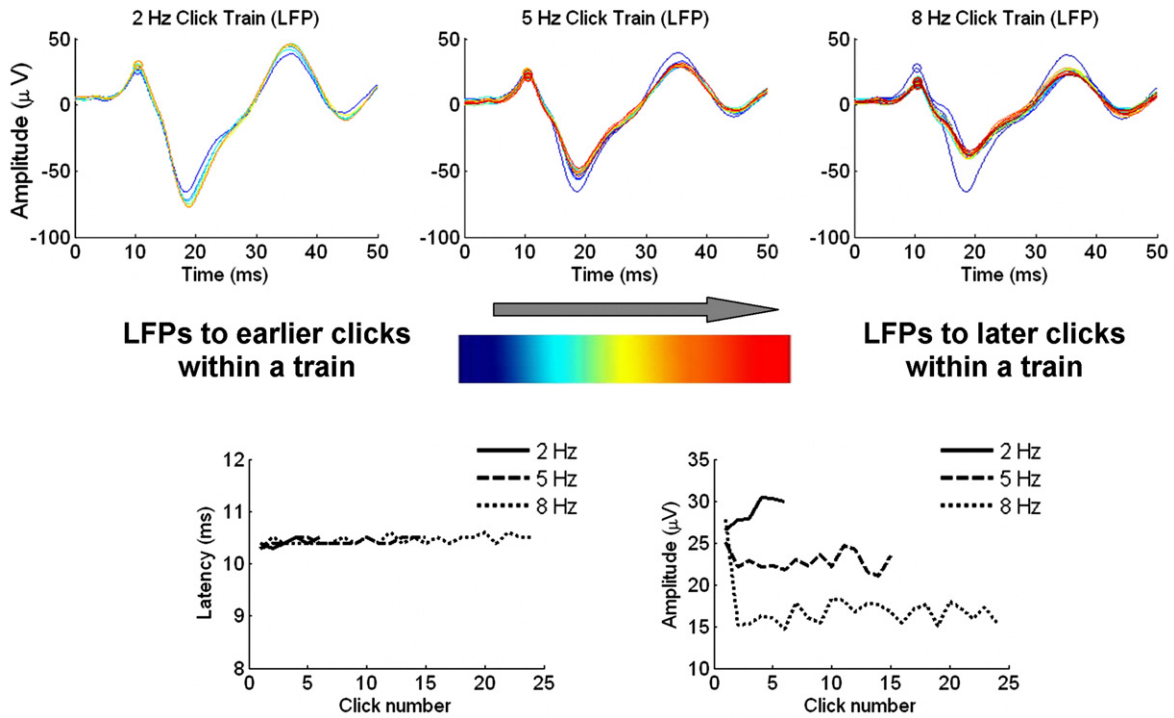 2 Hz Click Train (LFP)
5 Hz Click Train (LFP)
8 Hz Click Train (LFP)
Amplitude (μ V)
50
0
-50
-100
0 10 20 30 40 50
Time (ms)
50
0
-50
-100
0 10 20 30 40 50
Time (ms)
50
0
-50
-100
0 10 20 30 40 50
Time (ms)
LFPs to earlier clicks
within a train
LFPs to later clicks
within a train
Latency (ms)
12
11
10
9
8
0 5 10 15 20 25
Click number
2 Hz
5 Hz
8 Hz
Amplitude (μV)
35
30
25
20
15
10
0 5 10 15 20 25
Click number
2 Hz
5 Hz
8 Hz